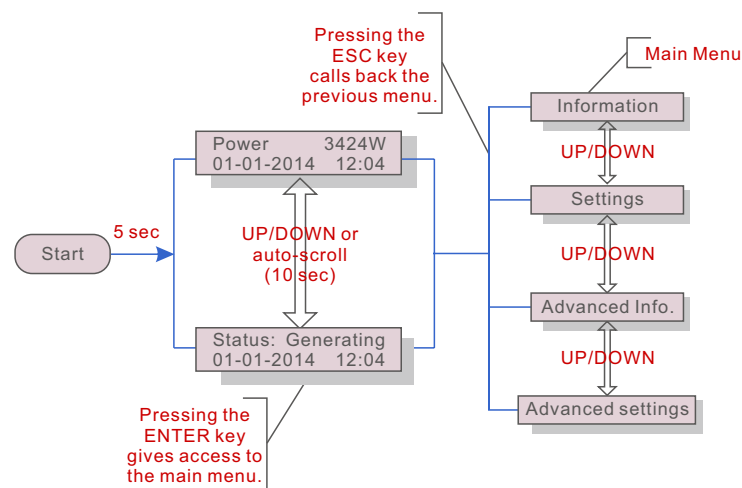 Pressing the
ESC key
calls back the
previous menu.
Main Menu
Information
UP/DOWN
Settings
UP/DOWN
Advanced Info.
UP/DOWN
Advanced settings
Start
5 sec
Power 3424W
01-01-2014 12:04
UP/DOWN or
auto-scroll
(10 sec)
Status: Generating
01-01-2014 12:04
Pressing the
ENTER key
gives access to
the main menu.